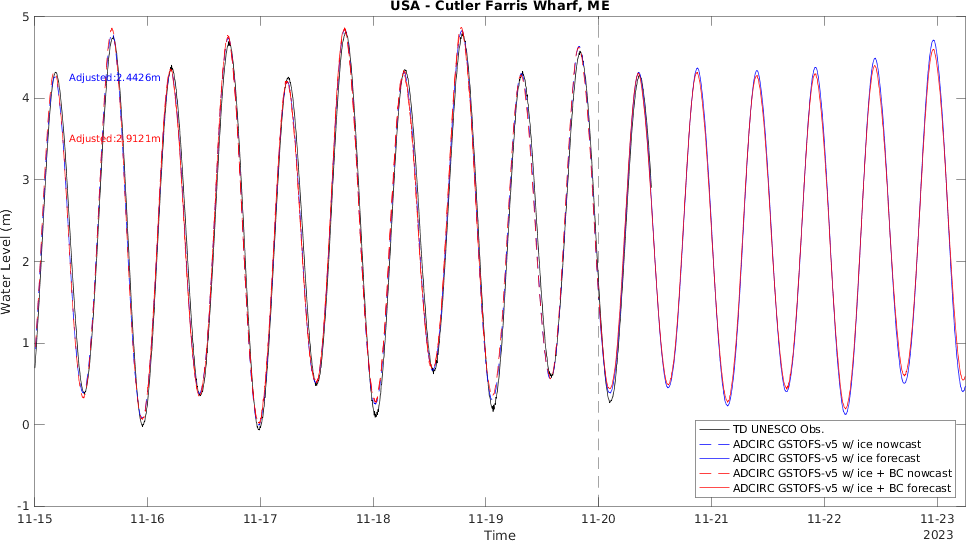 USA - Cutler Farris Wharf, ME
Water Level (m)
5
4
3
2
1
0
-1
Adjusted:2.4426m
Adjusted:2.9121m
TD UNESCO Obs.
ADCIRC GSTOFS-v5 w/ ice nowcast
ADCIRC GSTOFS-v5 w/ ice forecast
ADCIRC GSTOFS-v5 w/ ice + BC nowcast
ADCIRC GSTOFS-v5 w/ ice + BC forecast
11-15 11-16 11-17 11-18 11-19 11-20 11-21 11-22 11-23
2023
Time